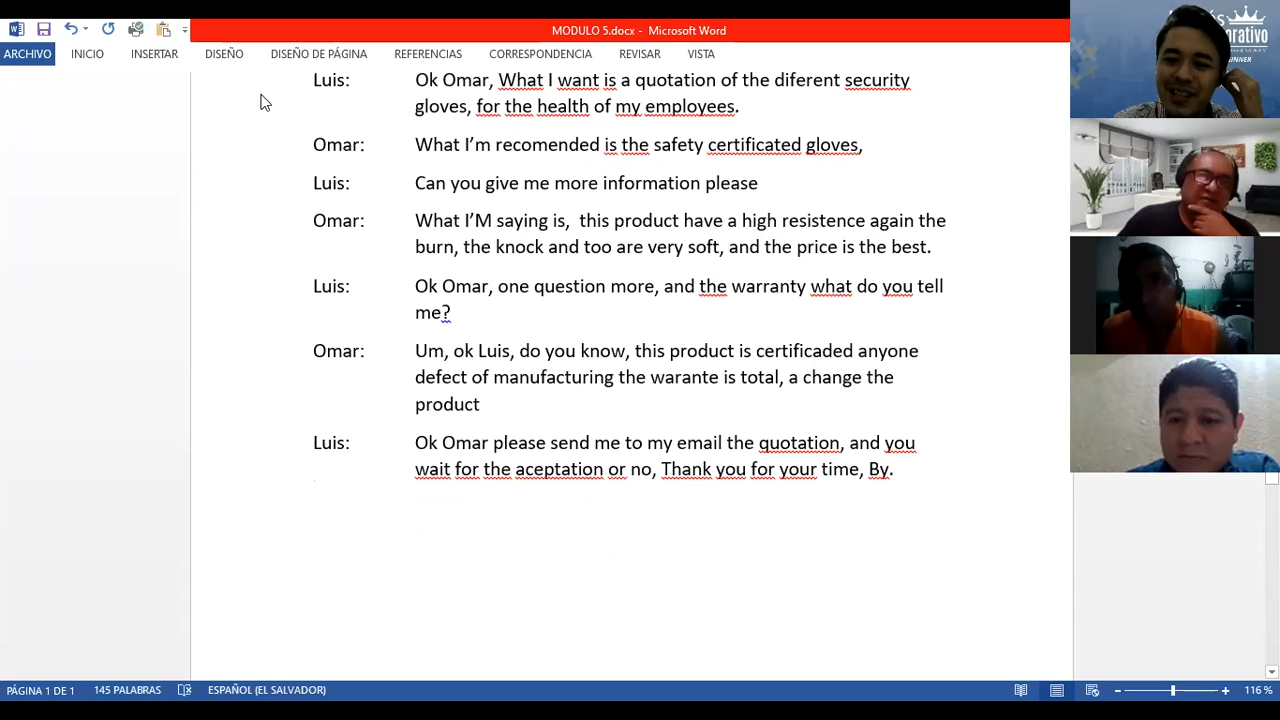 MODULO 5.docx - Microsoft Word
ARCHIVO INICIO INSERTAR DISEÑO DISEÑO DE PÁGINA REFERENCIAS CORRESPONDENCIA REVISAR VISTA
Luis: Ok Omar, What I want is a quotation of the diferent security
gloves, for the health of my employees.
Omar: What I'm recomended is the safety certificated gloves,
Luis: Can you give me more information please
Omar: What I'M saying is, this product have a high resistence again the
burn, the knock and too are very soft, and the price is the best.
Luis: Ok Omar, one question more, and the warranty what do you tell
me?
Omar: Um, ok Luis, do you know, this product is certificaded anyone
defect of manufacturing the warante is total, a change the
product
Luis: Ok Omar please send me to my email the quotation, and you
wait for the aceptation or no, Thank you for your time, By.
PÁGINA 1 DE 1 145 PALABRAS ESPAÑOL (EL SALVADOR) 116 %